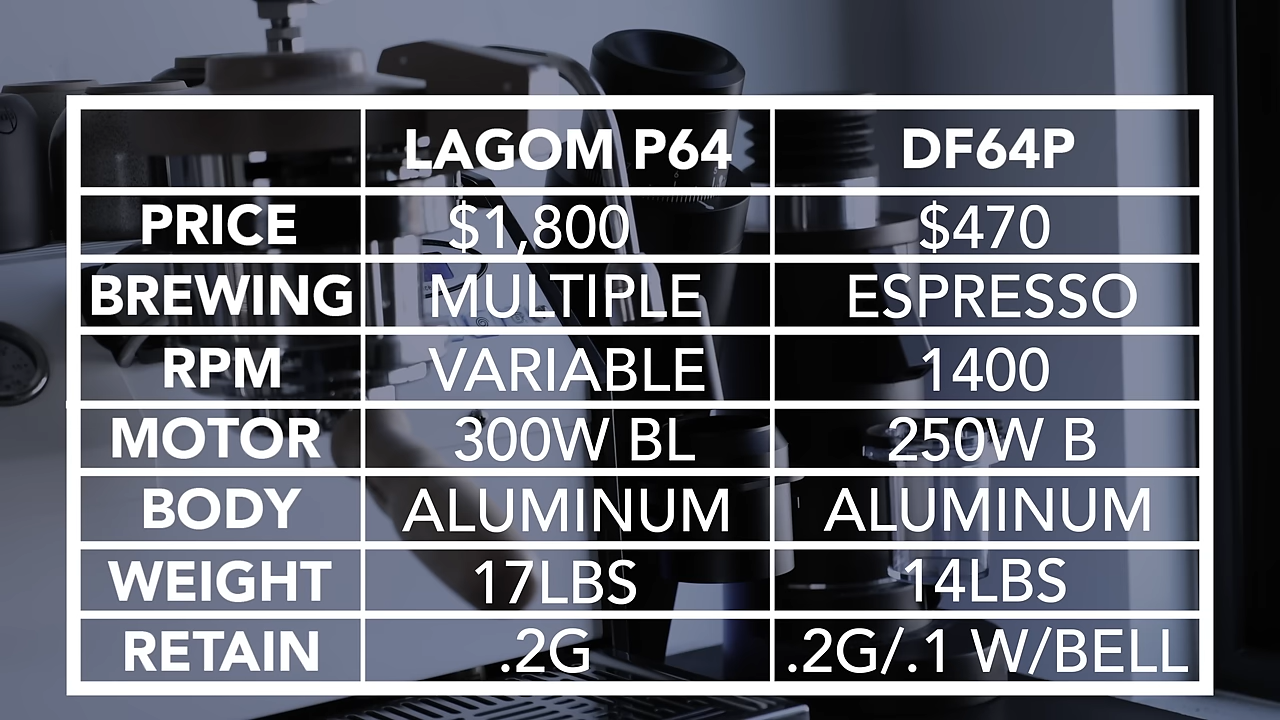 LAGOM P64 DF64P
PRICE $1,800 $470
BREWING MULTIPLE ESPRESSO
RPM VARIABLE 1400
MOTOR 300W BL 250W B
BODY ALUMINUM ALUMINUM
WEIGHT 17LBS 14LBS
RETAIN .2G .2G/.1 W/BELL